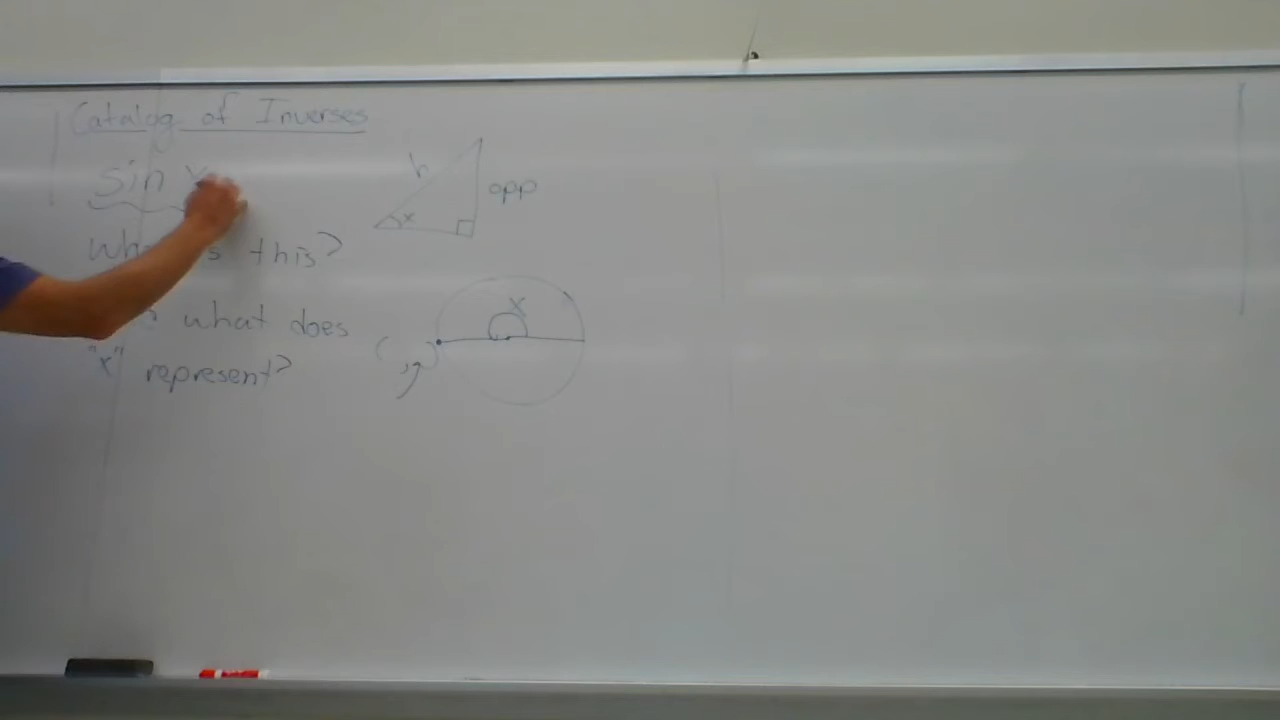 Catalog of Inverses
sin x
h
opp
x
this?
what does
"x" represent?
x
( , )